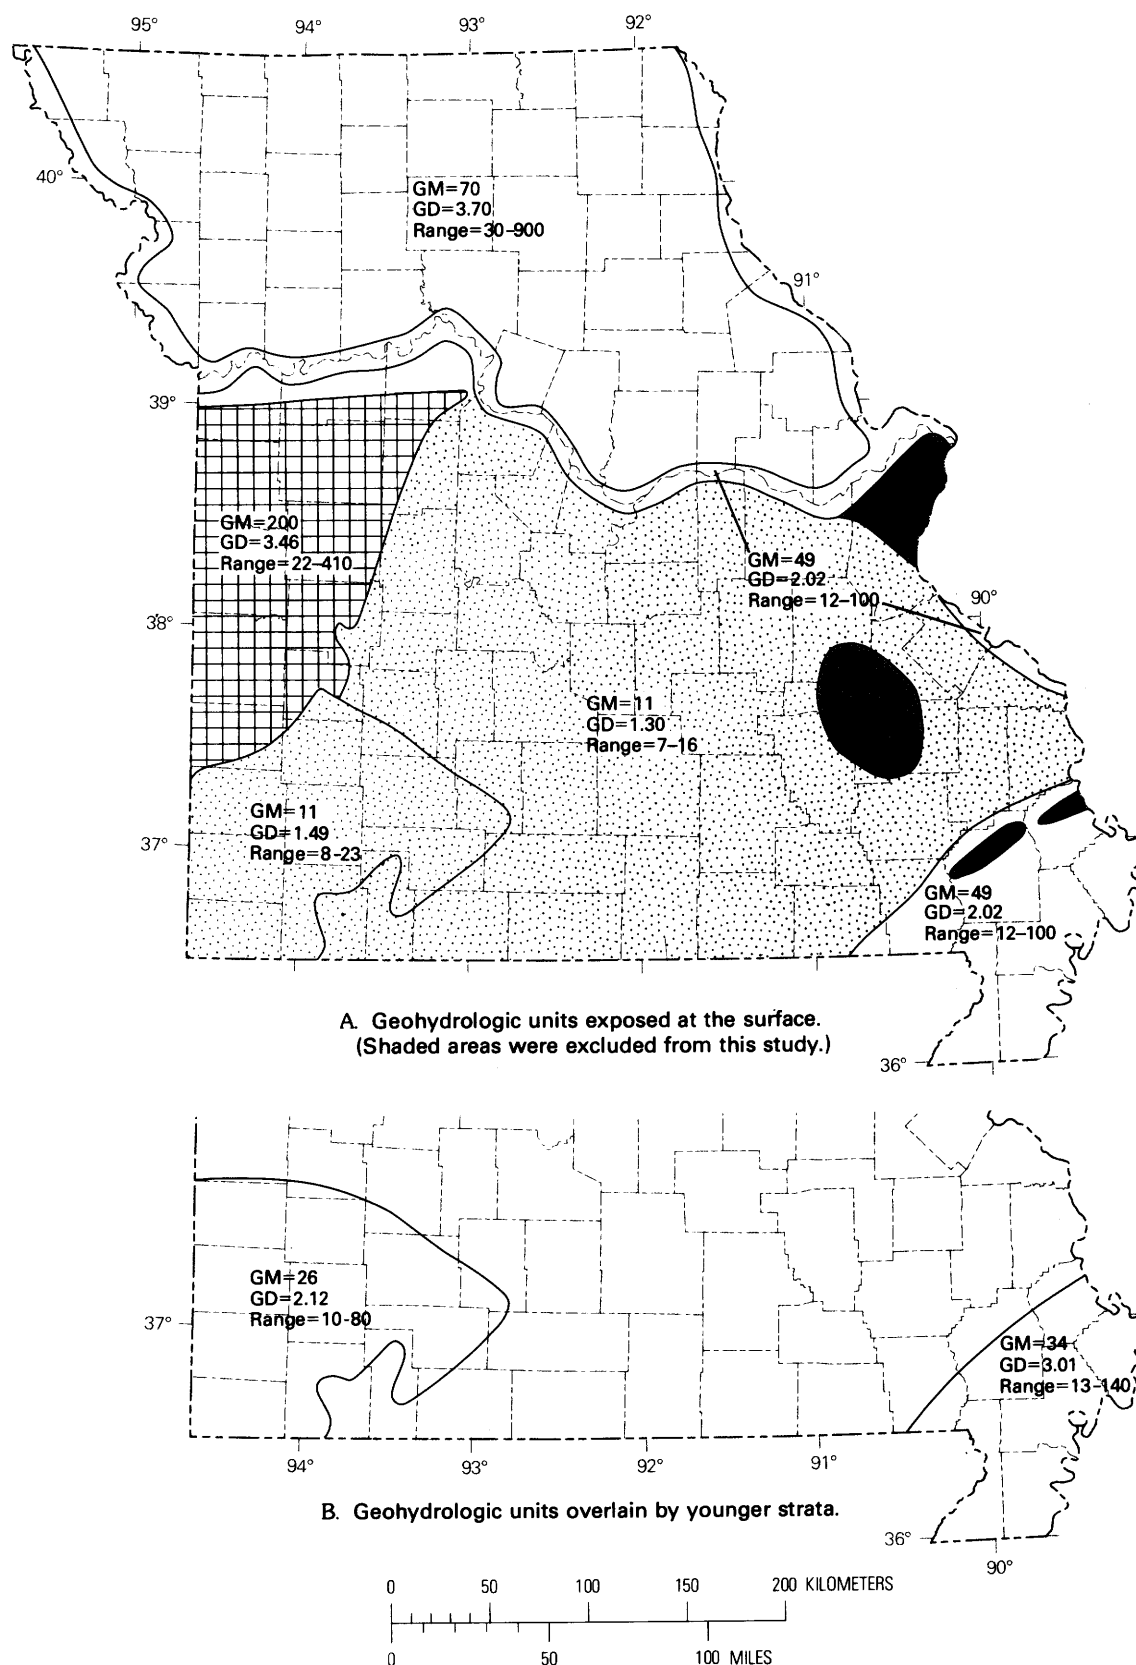 95° 94° 93° 92°
40°
GM=70
GD=3.70
Range=30-900
91°
39°
GM=200
GD=3.46
Range=22-410
GM=49
GD=2.02
Range=12-100
90°
38°
GM=11
GD=1.30
Range=7-16
GM=11
GD=1.49
Range=8-23
37°
GM=49
GD=2.02
Range=12-100
A. Geohydrologic units exposed at the surface.
(Shaded areas were excluded from this study.)
36°
GM=26
GD=2.12
Range=10-80
37°
GM=34
GD=3.01
Range=13-140
94° 93° 92° 91°
B. Geohydrologic units overlain by younger strata.
36°
90°
0 50 100 150 200 KILOMETERS
0 50 100 MILES